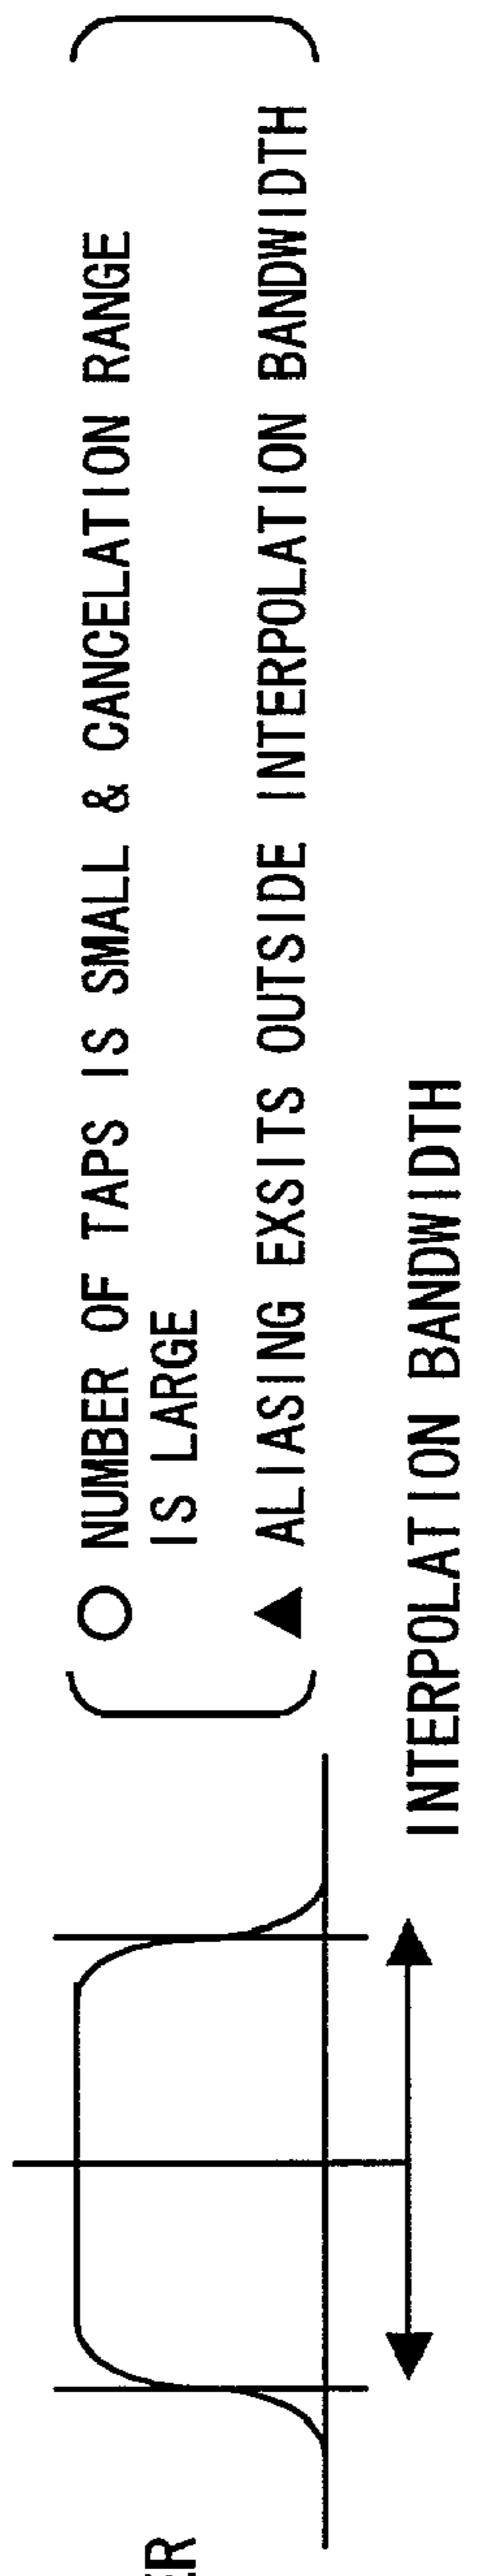 ○ NUMBER OF TAPS IS SMALL & CANCELATION RANGE
IS LARGE
▲ ALIASING EXSITS OUTSIDE INTERPOLATION BANDWIDTH
INTERPOLATION BANDWIDTH